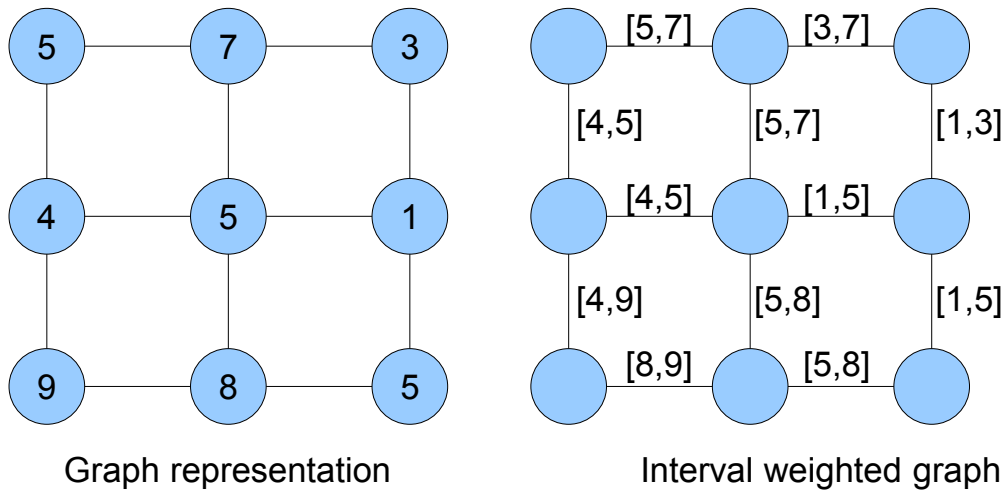 5 7 3
4 5 1
9 8 5
Graph representation
[5,7] [3,7]
[4,5] [5,7] [1,3]
[4,5] [1,5]
[4,9] [5,8] [1,5]
[8,9] [5,8]
Interval weighted graph